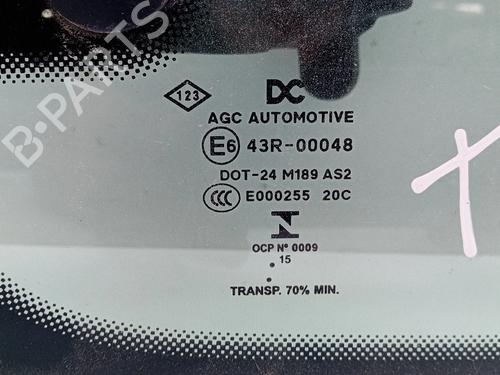 B-PARTS
123 DC
AGC AUTOMOTIVE
E6 43R-00048
DOT-24 M189 AS2
CCC E000255 20C
N
OCP Nº 0009
. 15
.
TRANSP. 70% MIN.